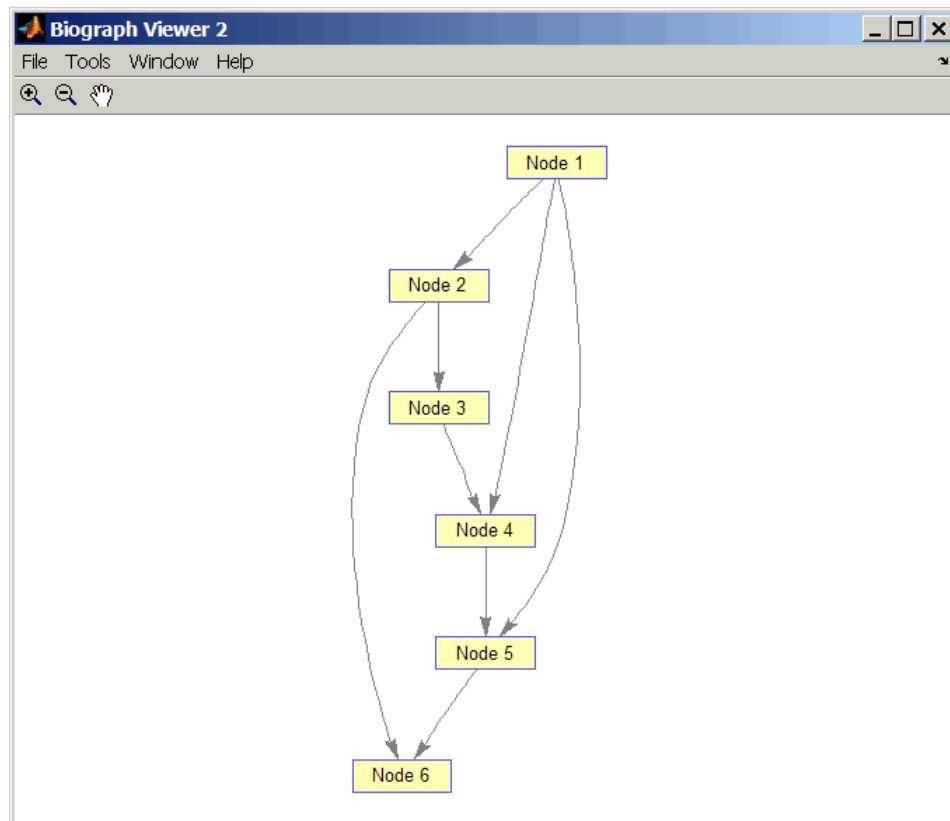 Biograph Viewer 2
File Tools Window Help
Node 1
Node 2
Node 3
Node 4
Node 5
Node 6